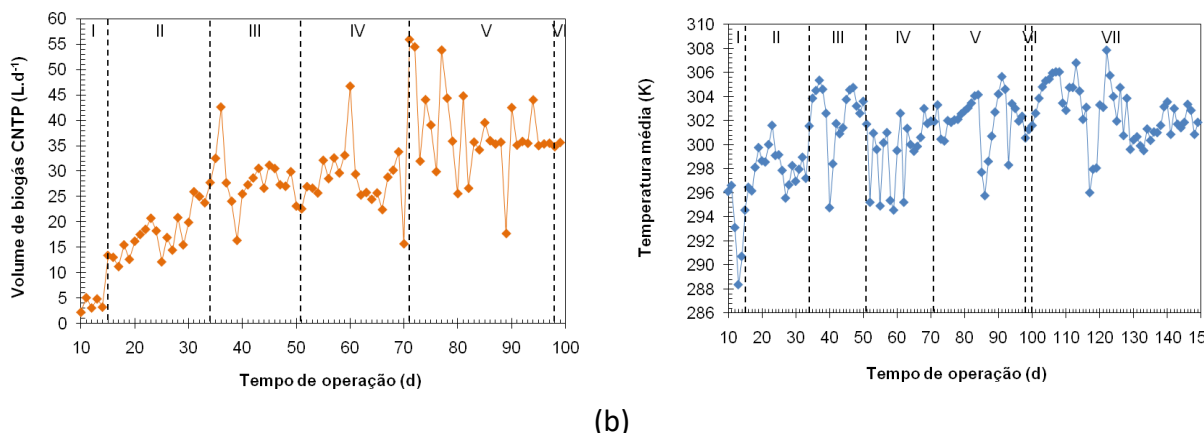 I II III IV V VI
60
55
50
45
40
35
30
25
20
15
10
5
0
Volume de biogás CNTP (L.d-1)
10 20 30 40 50 60 70 80 90 100
Tempo de operação (d)
I II III IV V VI VII
310
308
306
304
302
300
298
296
294
292
290
288
286
Temperatura média (K)
10 20 30 40 50 60 70 80 90 100 120 130 140 15
Tempo de operação (d)
(b)